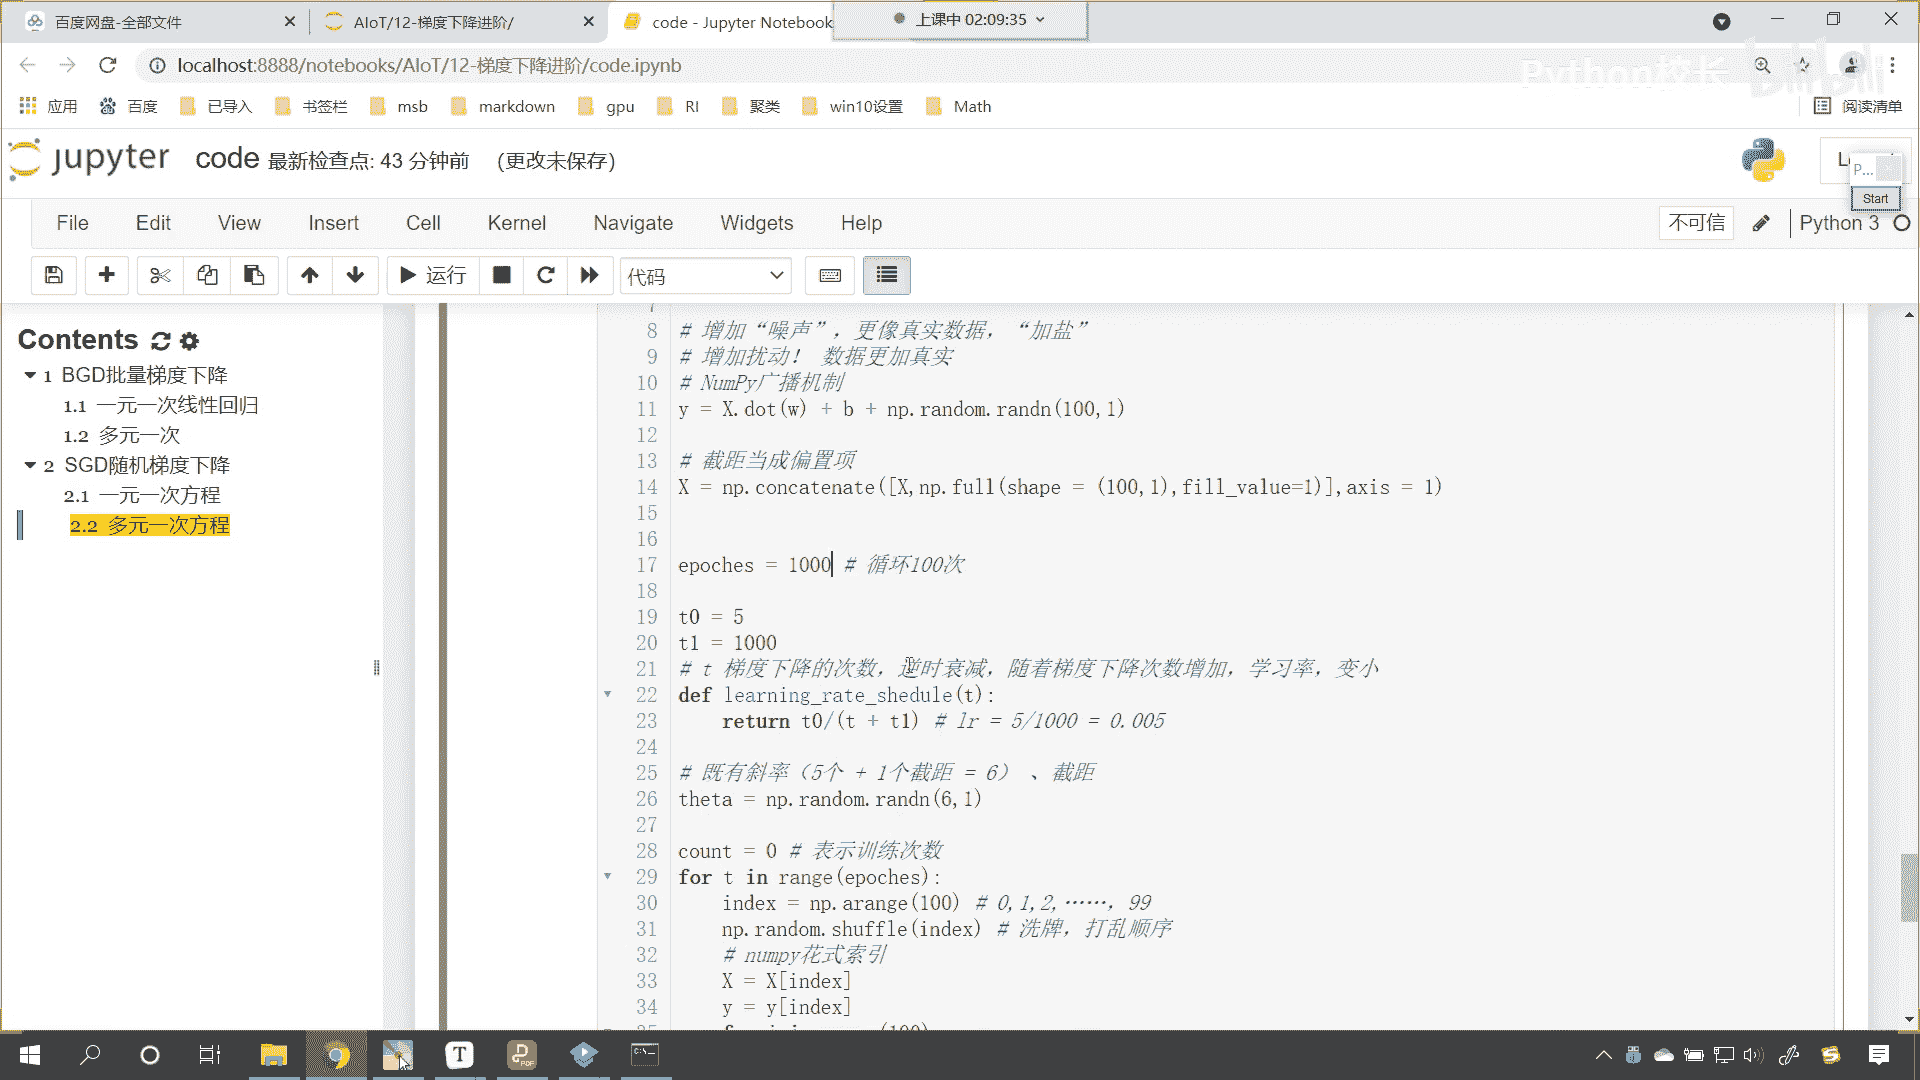 百度网盘-全部文件
AIoT/12-梯度下降进阶/
code - Jupyter Notebook
上课中 02:09:35
localhost:8888/notebooks/AIoT/12-梯度下降进阶/code.ipynb
Python校长
bilibili
应用 百度 已导入 书签栏 msb markdown gpu RI 聚类 win10设置 Math 阅读清单
jupyter code 最新检查点: 43 分钟前 (更改未保存)
P...
Start
File Edit View Insert Cell Kernel Navigate Widgets Help 不可信 Python 3
运行 代码
Contents
1 BGD批量梯度下降
1.1 一元一次线性回归
1.2 多元一次
2 SGD随机梯度下降
2.1 一元一次方程
2.2 多元一次方程
7
8 # 增加“噪声”，更像真实数据，“加盐”
9 # 增加扰动！ 数据更加真实
10 # NumPy广播机制
11 y = X.dot(w) + b + np.random.randn(100,1)
12
13 # 截距当成偏置项
14 X = np.concatenate([X,np.full(shape = (100,1),fill_value=1)],axis = 1)
15
16
17 epoches = 1000 # 循环100次
18
19 t0 = 5
20 t1 = 1000
21 # t 梯度下降的次数，逆时衰减，随着梯度下降次数增加，学习率，变小
22 def learning_rate_shedule(t):
23 return t0/(t + t1) # lr = 5/1000 = 0.005
24
25 # 既有斜率（5个 + 1个截距 = 6） 、截距
26 theta = np.random.randn(6,1)
27
28 count = 0 # 表示训练次数
29 for t in range(epoches):
30 index = np.arange(100) # 0,1,2,……，99
31 np.random.shuffle(index) # 洗牌，打乱顺序
32 # numpy花式索引
33 X = X[index]
34 y = y[index]